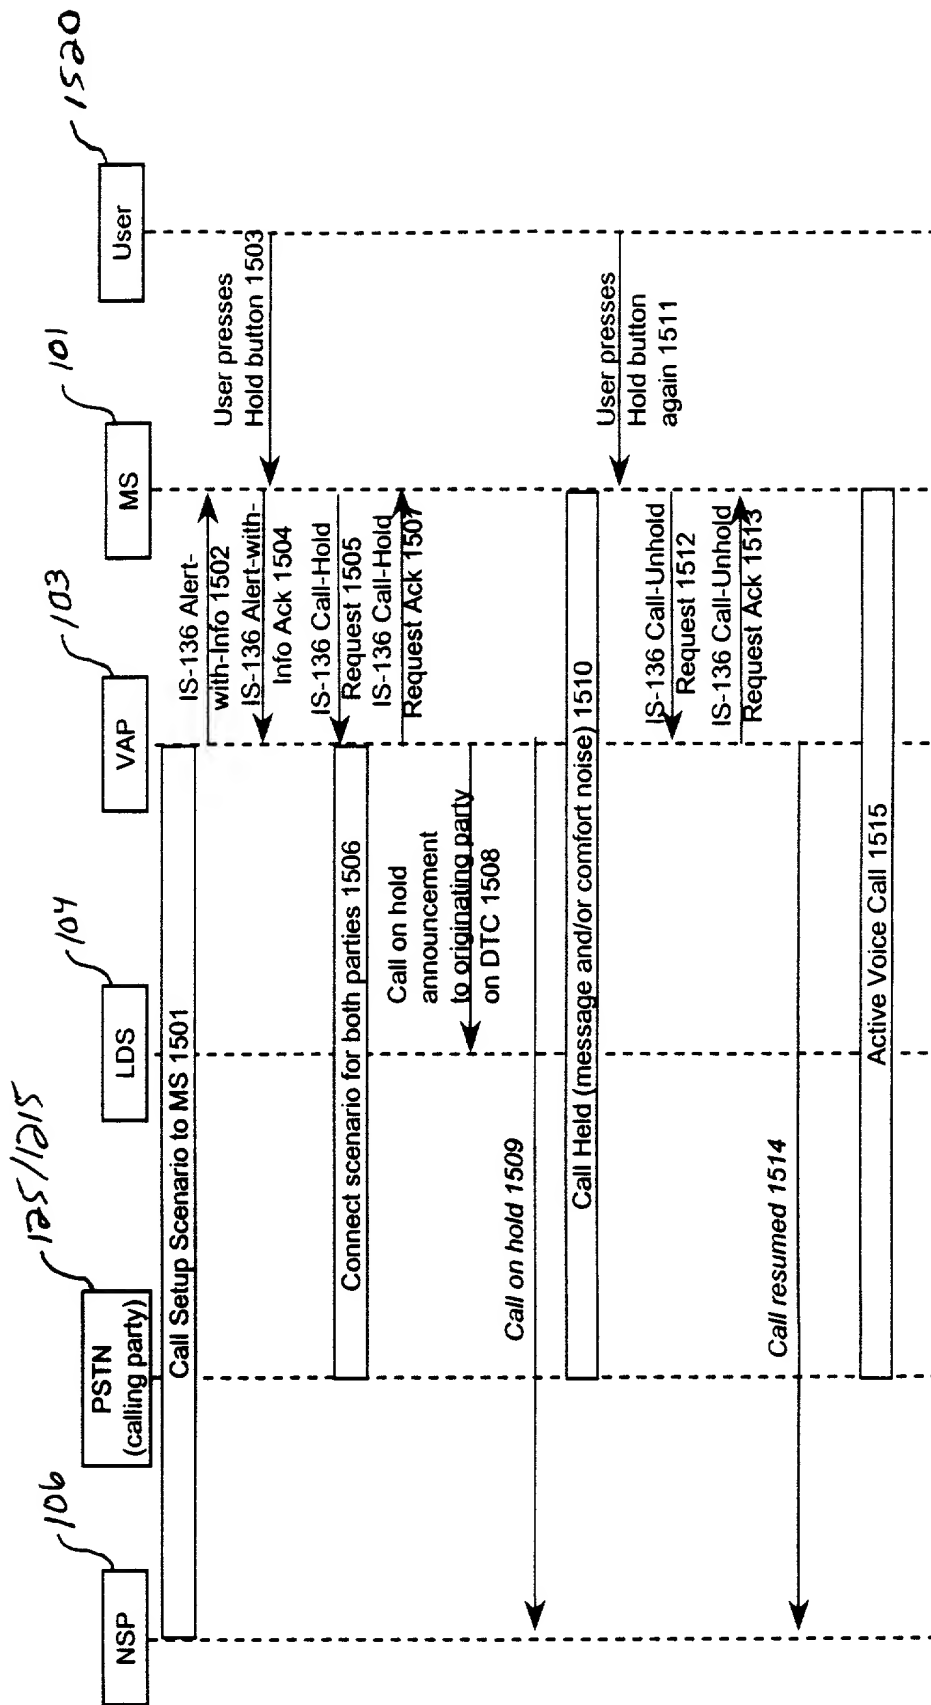 106
NSP
125/1215
PSTN
(calling party)
104
LDS
103
VAP
101
MS
1520
User
Call Setup Scenario to MS 1501
IS-136 Alert-
with-Info 1502
User presses
Hold button 1503
IS-136 Alert-with-
Info Ack 1504
IS-136 Call-Hold
Request 1505
Connect scenario for both parties 1506
IS-136 Call-Hold
Request Ack 1507
Call on hold
announcement
to originating party
on DTC 1508
Call on hold 1509
Call Held (message and/or comfort noise) 1510
User presses
Hold button
again 1511
IS-136 Call-Unhold
Request 1512
IS-136 Call-Unhold
Request Ack 1513
Call resumed 1514
Active Voice Call 1515